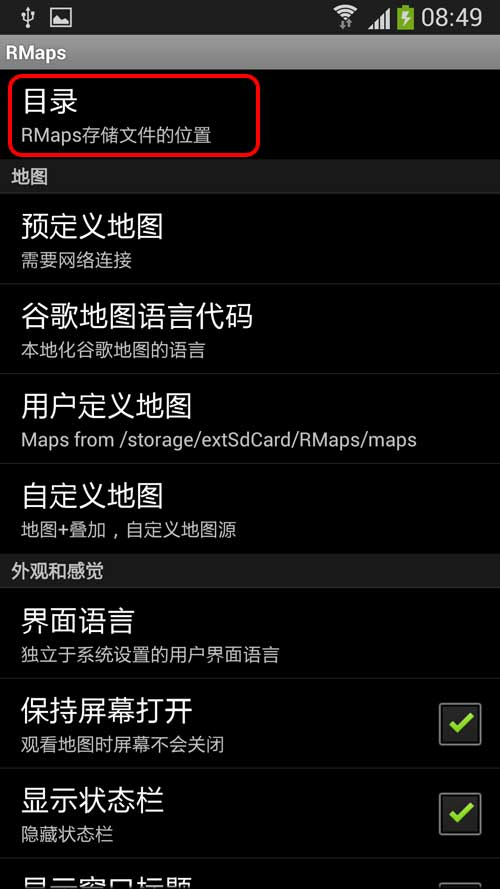 08:49
RMaps
目录
RMaps存储文件的位置
地图
预定义地图
需要网络连接
谷歌地图语言代码
本地化谷歌地图的语言
用户定义地图
Maps from /storage/extSdCard/RMaps/maps
自定义地图
地图+叠加，自定义地图源
外观和感觉
界面语言
独立于系统设置的用户界面语言
保持屏幕打开
观看地图时屏幕不会关闭
显示状态栏
隐藏状态栏
显示窗口标题